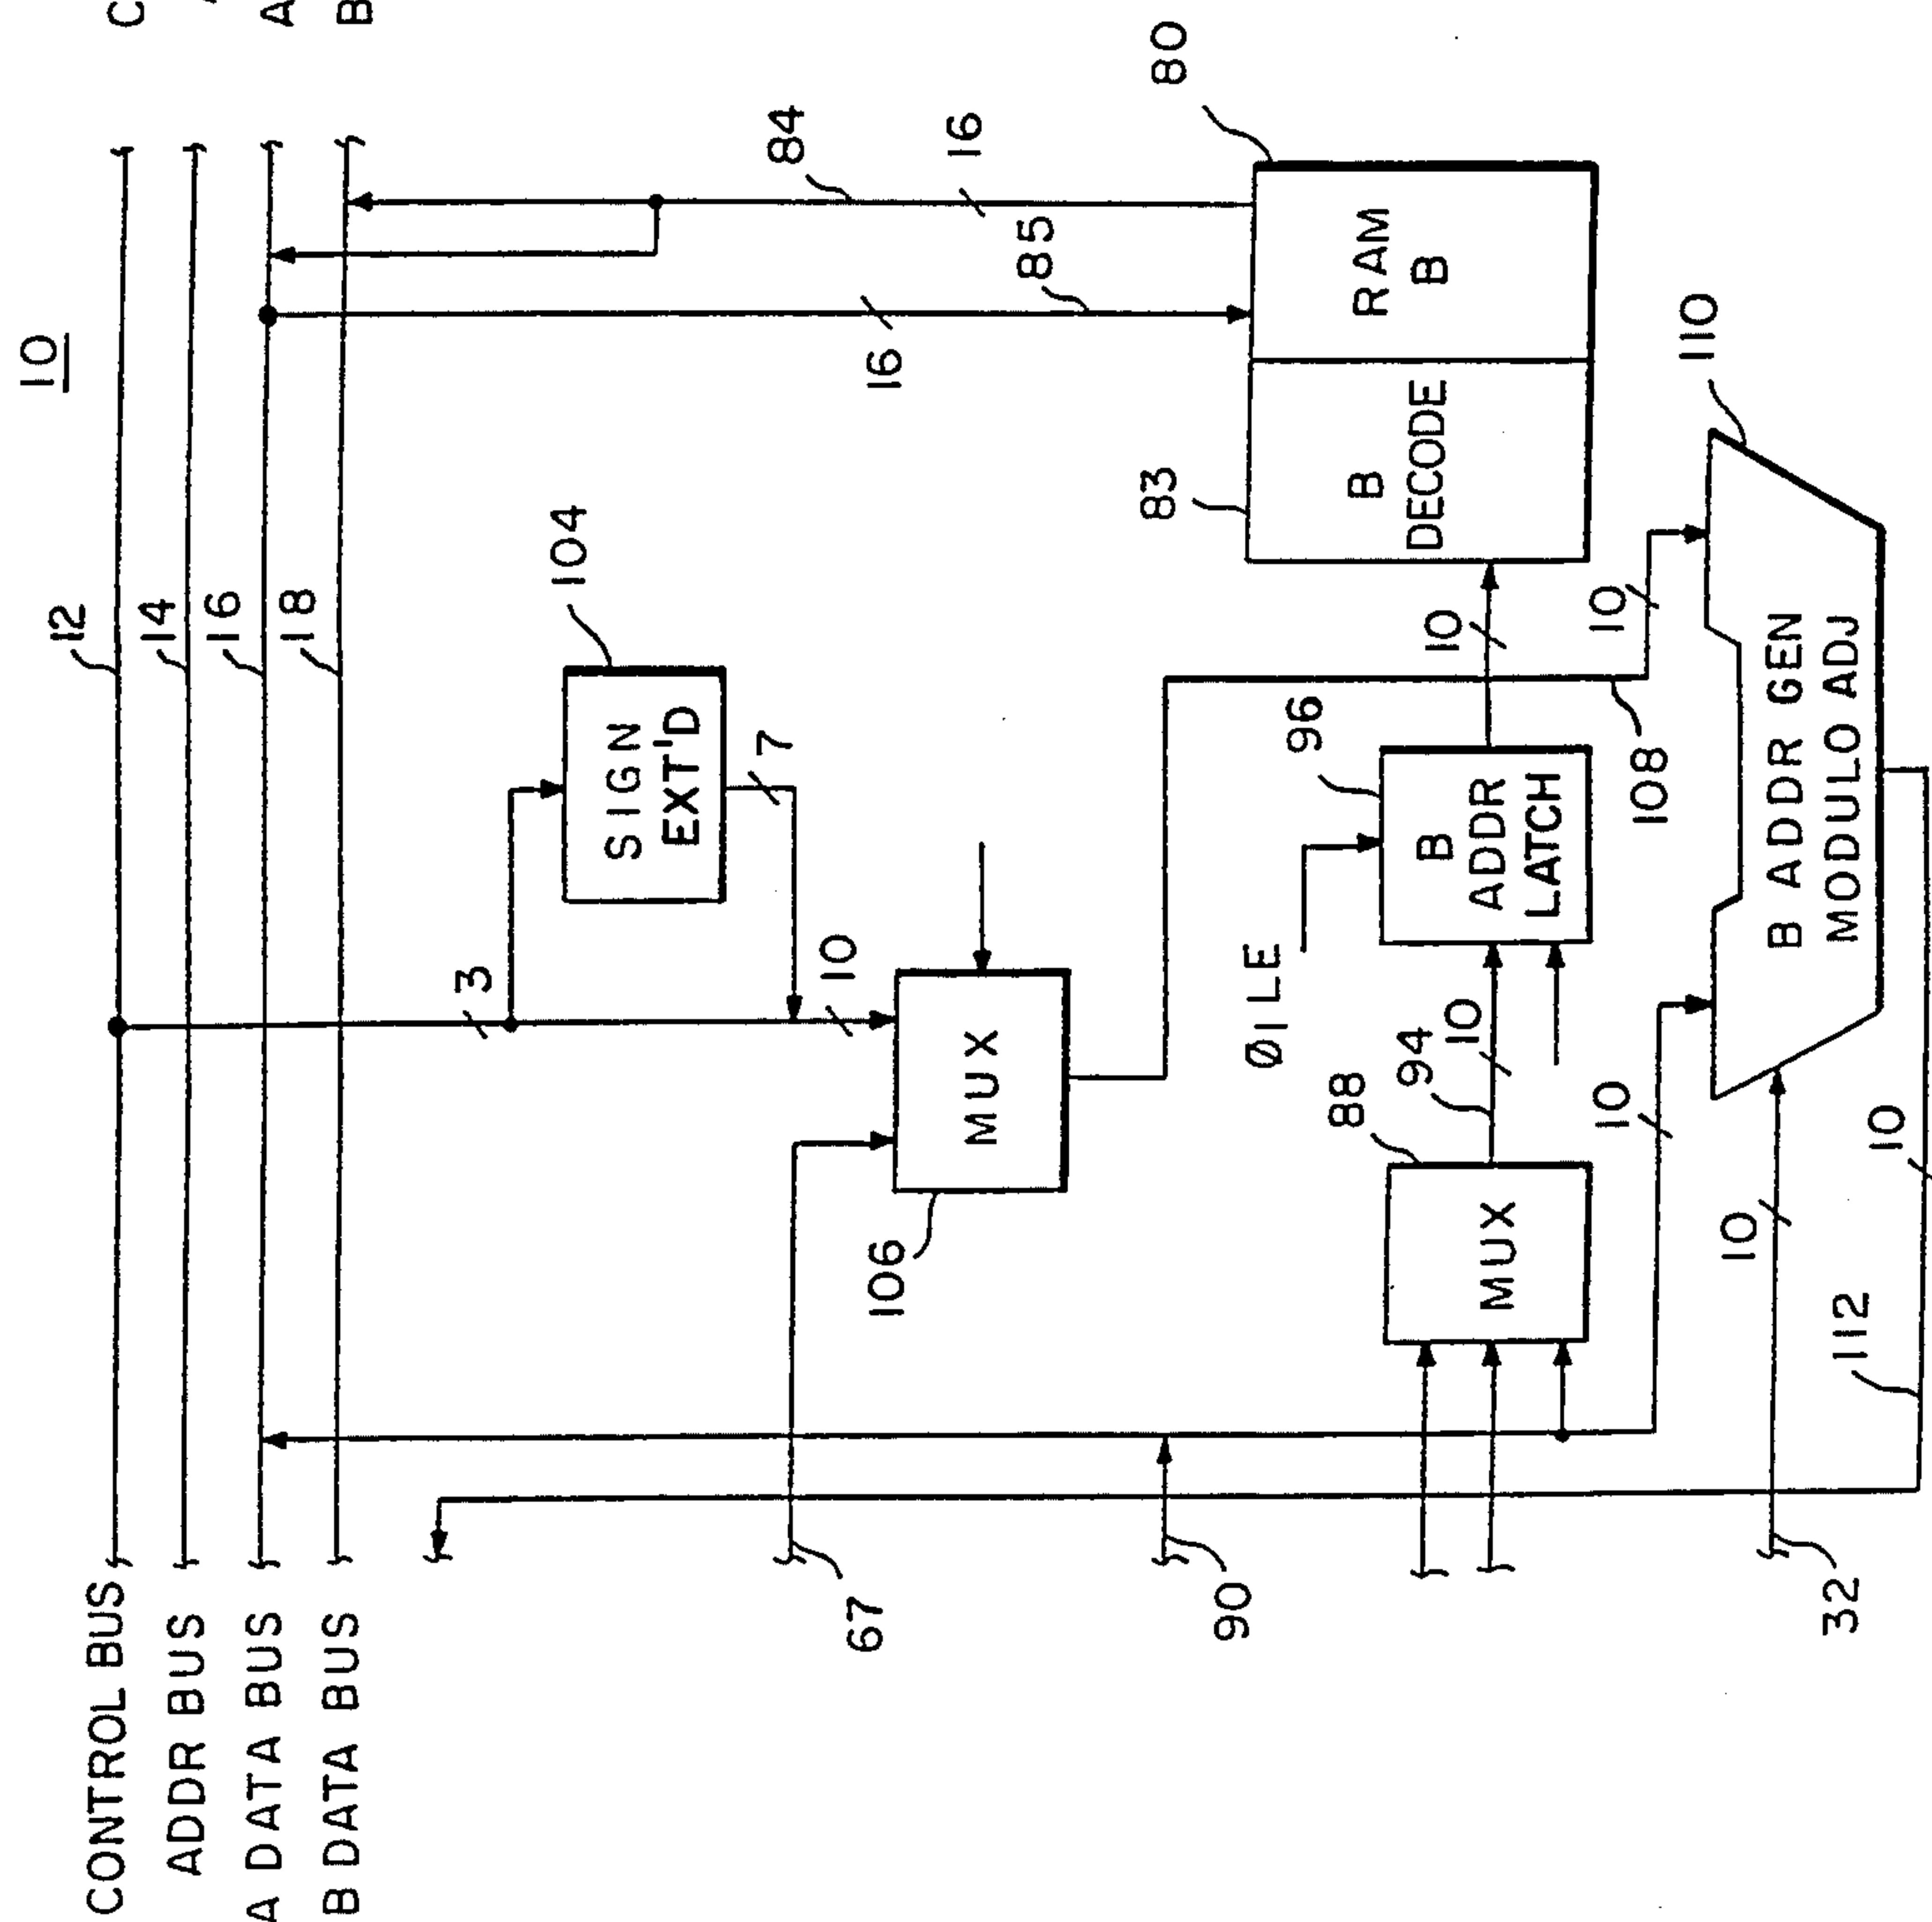 10
CONTROL BUS
12
C
ADDR BUS
14
A DATA BUS
16
A
B DATA BUS
18
B
3
104
SIGN
EXT'D
7
10
67
106
MUX
84
16
85
16
80
83
B
DECODE
RAM
B
90
88
MUX
94
10
Ø1LE
96
B
ADDR
LATCH
10
108
10
10
32
10
110
B ADDR GEN
MODULO ADJ
112
10